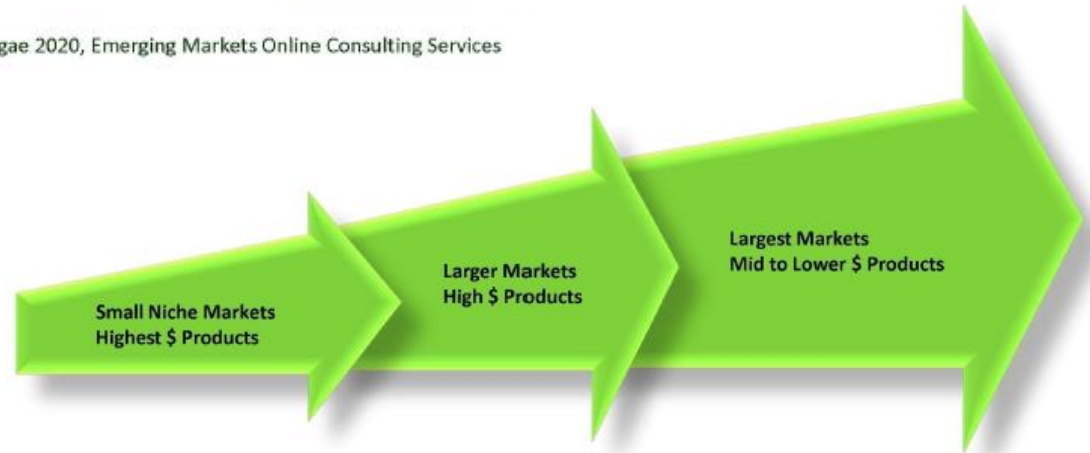 2020, Emerging Markets Online Consulting Services
Small Niche Markets
Highest $ Products
Larger Markets
High $ Products
Largest Markets
Mid to Lower $ Products